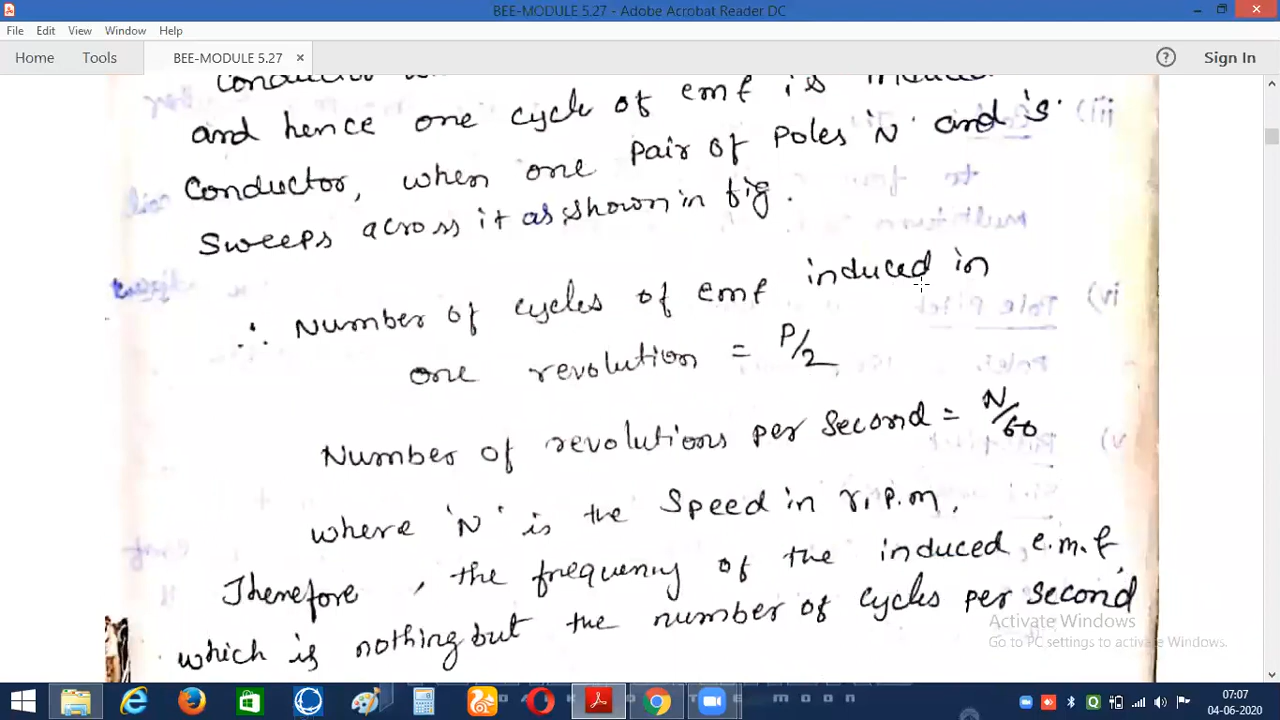 BEE-MODULE 5.27 - Adobe Acrobat Reader DC
File Edit View Window Help
Home Tools BEE-MODULE 5.27 × ? Sign In
one cycle of emf is
and hence
conductor, when one pair of poles 'N' and 's'
sweeps across it as shown in fig.
∴ Number of cycles of emf induced in
one revolution = P/2
Number of revolutions per second = N/60
where 'N' is the speed in r.p.m.
Therefore, the frequency of the induced e.m.f
which is nothing but the number of cycles per second
Activate Windows
Go to PC settings to activate Windows.
07:07
04-06-2020